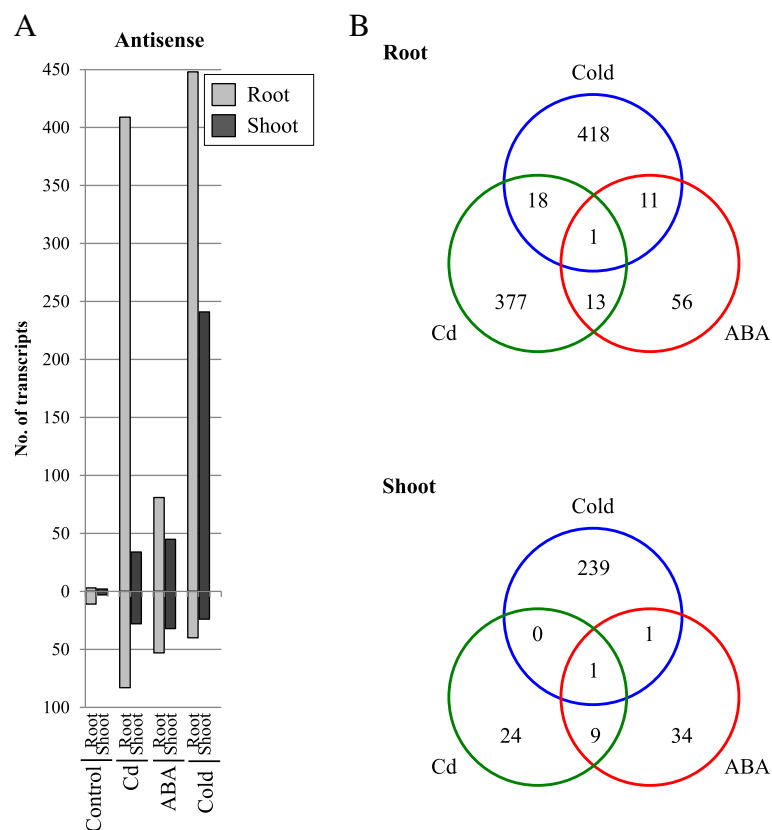 A
Antisense
450
400
350
300
250
200
150
100
50
0
50
100
No. of transcripts
Root
Shoot
Root
Shoot
Root
Shoot
Root
Shoot
Root
Shoot
Control
Cd
ABA
Cold
B
Root
Cold
418
18
11
1
377
13
56
Cd
ABA
Shoot
Cold
239
0
1
1
24
9
34
Cd
ABA